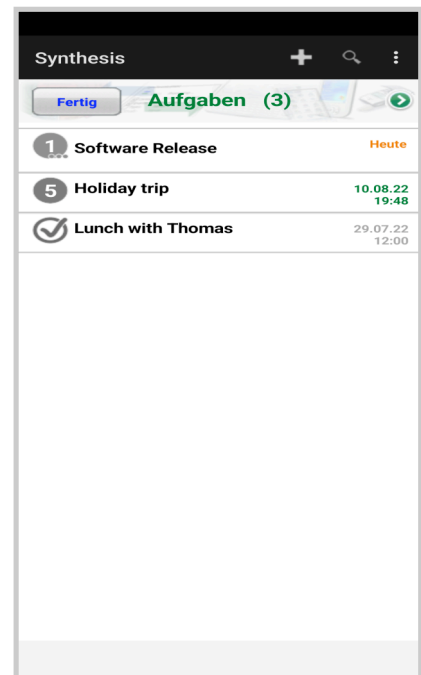 Synthesis
Fertig Aufgaben (3)
1 Software Release Heute
5 Holiday trip 10.08.22
19:48
Lunch with Thomas 29.07.22
12:00